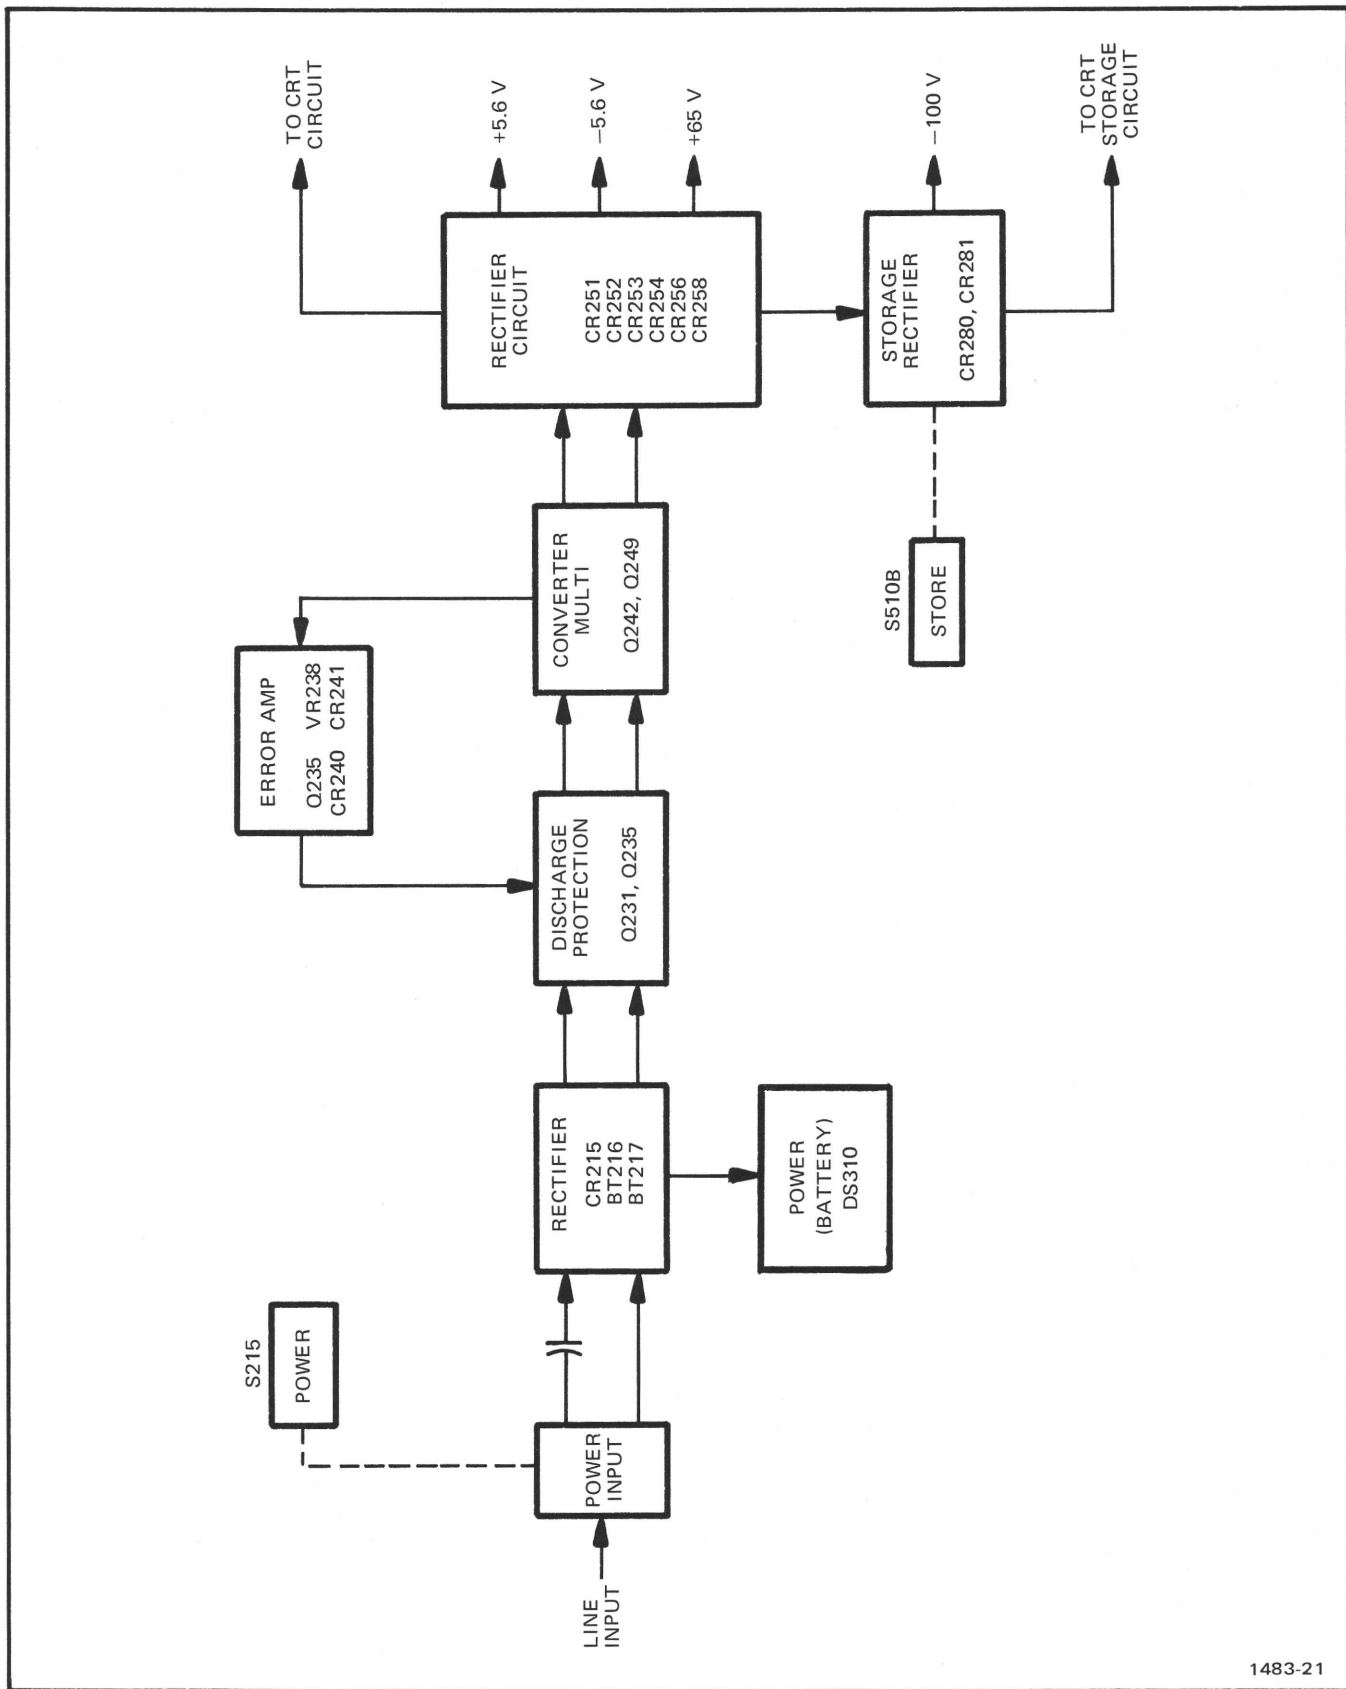 LINE
INPUT
POWER
INPUT
S215
POWER
RECTIFIER
CR215
BT216
BT217
POWER
(BATTERY)
DS310
DISCHARGE
PROTECTION
Q231, Q235
ERROR AMP
Q235 VR238
CR240 CR241
CONVERTER
MULTI
Q242, Q249
S510B
STORE
RECTIFIER
CIRCUIT
CR251
CR252
CR253
CR254
CR256
CR258
STORAGE
RECTIFIER
CR280, CR281
TO CRT
CIRCUIT
+5.6 V
−5.6 V
+65 V
−100 V
TO CRT
STORAGE
CIRCUIT
1483-21